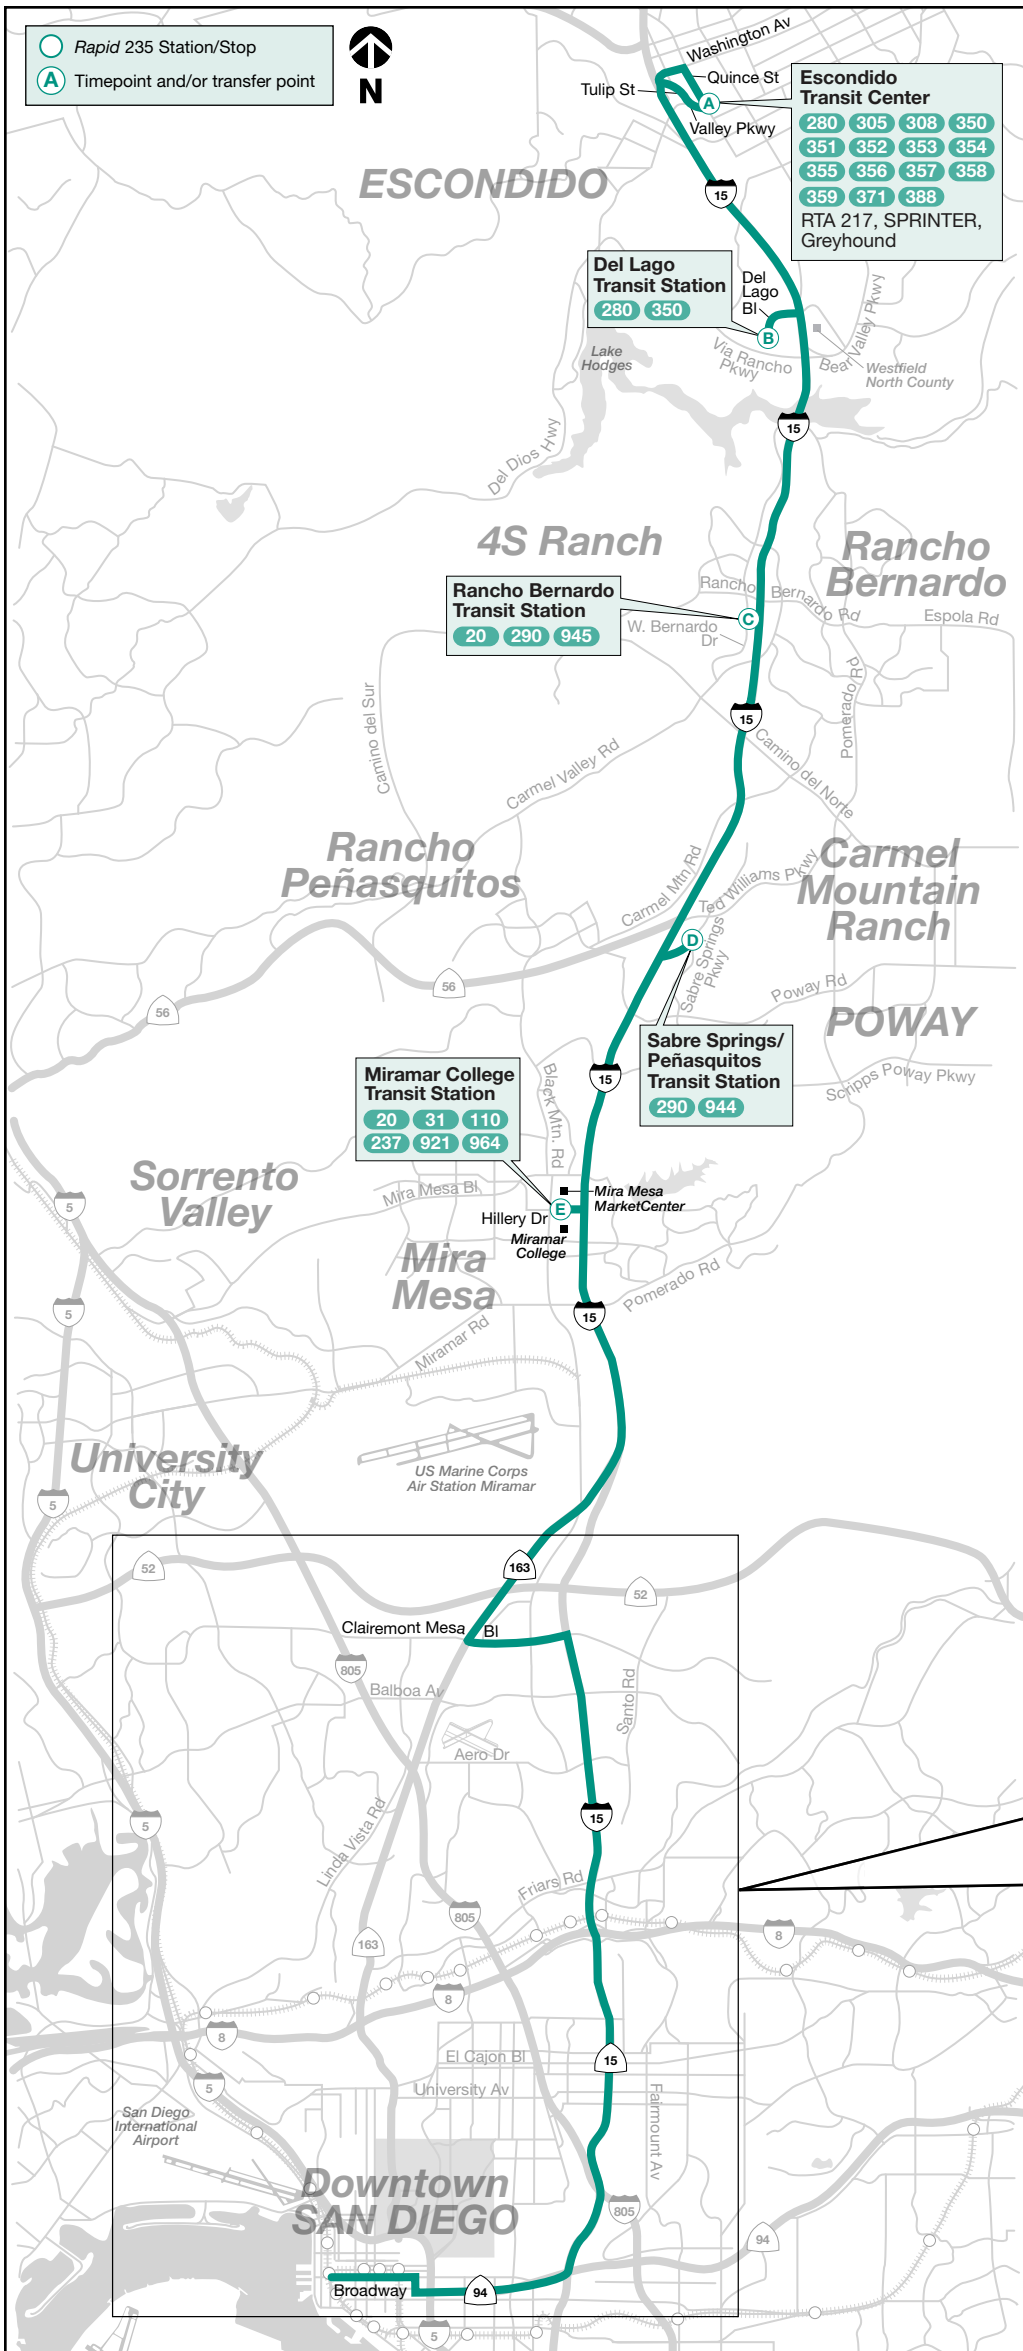 Rapid 235 Station/Stop
A Timepoint and/or transfer point
N
Washington Av
Quince St
Tulip St
A
Valley Pkwy
Escondido
Transit Center
280 305 308 350
351 352 353 354
355 356 357 358
359 371 388
RTA 217, SPRINTER,
Greyhound
ESCONDIDO
15
Del Lago
Transit Station
280 350
Del
Lago
Bl
B
Bear Valley Pkwy
Via Rancho
Pkwy
Westfield
North County
Lake
Hodges
15
Del Dios Hwy
4S Ranch
Rancho
Bernardo
Rancho Bernardo
Transit Station
20 290 945
Rancho Bernardo Rd
C
Espola Rd
W. Bernardo
Dr
Pomerado Rd
15
Camino del Sur
Carmel Valley Rd
Camino del Norte
Rancho
Peñasquitos
Carmel
Mountain
Ranch
Carmel Mtn Rd
Ted Williams Pkwy
D
Sabre Springs
Pkwy
56
56
Poway Rd
POWAY
Sabre Springs/
Peñasquitos
Transit Station
290 944
Scripps Poway Pkwy
15
Miramar College
Transit Station
20 31 110
237 921 964
Black Mtn. Rd
Sorrento
Valley
Mira Mesa Bl
Mira Mesa
MarketCenter
E
Hillery Dr
Miramar
College
5
Mira
Mesa
Pomerado Rd
5
15
Miramar Rd
University
City
US Marine Corps
Air Station Miramar
5
52
163
52
Clairemont Mesa Bl
805
Balboa Av
Santo Rd
Aero Dr
5
15
Linda Vista Rd
Friars Rd
805
163
8
8
8
El Cajon Bl
15
University Av
5
Fairmount Av
San Diego
International
Airport
Downtown
SAN DIEGO
805
94
Broadway
94
5